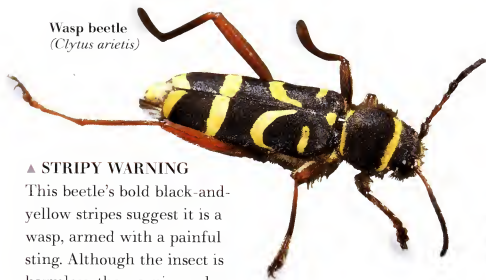 Wasp beetle
(Clytus arietis)
▲ STRIPY WARNING
This beetle's bold black-and-
yellow stripes suggest it is a
wasp, armed with a painful
sting. Although the insect is